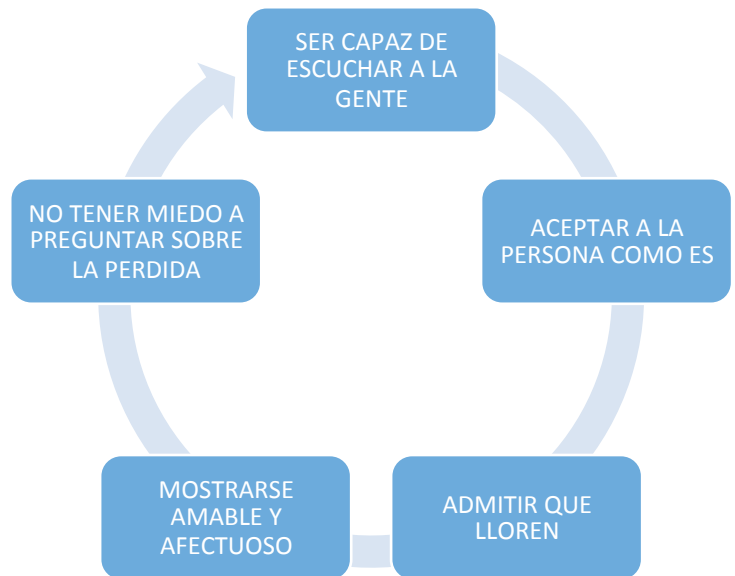 SER CAPAZ DE
ESCUCHAR A LA
GENTE
ACEPTAR A LA
PERSONA COMO ES
ADMITIR QUE
LLOREN
MOSTRARSE
AMABLE Y
AFECTUOSO
NO TENER MIEDO A
PREGUNTAR SOBRE
LA PERDIDA